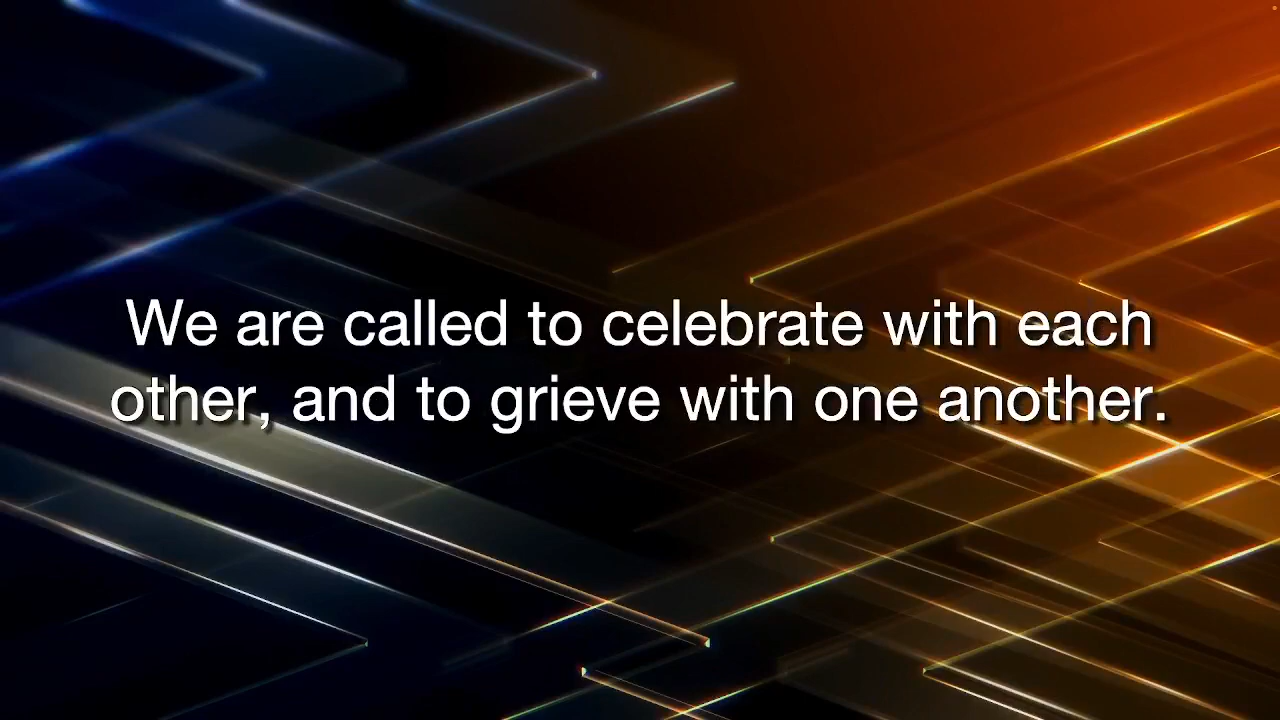 We are called to celebrate with each
other, and to grieve with one another.